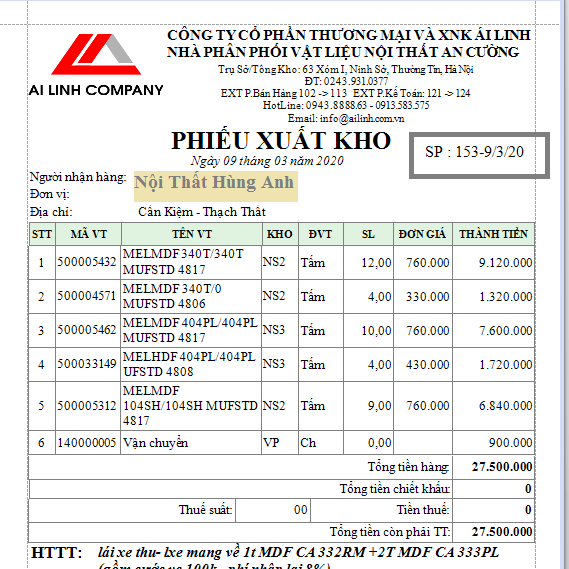 CÔNG TY CỔ PHẦN THƯƠNG MẠI VÀ XNK ÁI LINH
NHÀ PHÂN PHỐI VẬT LIỆU NỘI THẤT AN CƯỜNG
AI LINH COMPANY
Trụ Sở/Tổng Kho: 63 Xóm I, Ninh Sở, Thường Tín, Hà Nội
ĐT: 0243.931.0377
EXT P.Bán Hàng 102 -> 113 EXT P.Kế Toán: 121 -> 124
HotLine: 0943.8888.63 - 0913.583.575
Email: info@ailinh.com.vn
PHIẾU XUẤT KHO
SP : 153-9/3/20
Ngày 09 tháng 03 năm 2020
Người nhận hàng: Nội Thất Hùng Anh
Đơn vị:
Địa chỉ: Cần Kiệm - Thạch Thất
STT MÃ VT TÊN VT KHO ĐVT SL ĐƠN GIÁ THÀNH TIỀN
1 500005432 MELMDF 340T/340T MUFSTD 4817 NS2 Tấm 12,00 760.000 9.120.000
2 500004571 MELMDF 340T/0 MUFSTD 4806 NS2 Tấm 4,00 330.000 1.320.000
3 500005462 MELMDF 404PL/404PL MUFSTD 4817 NS3 Tấm 10,00 760.000 7.600.000
4 500033149 MELHDF 404PL/404PL UFSTD 4808 NS3 Tấm 4,00 430.000 1.720.000
5 500005312 MELMDF 104SH/104SH MUFSTD 4817 NS2 Tấm 9,00 760.000 6.840.000
6 140000005 Vận chuyển VP Ch 0,00 900.000
Tổng tiền hàng: 27.500.000
Tổng tiền chiết khấu: 0
Thuế suất: 00 Tiền thuế: 0
Tổng tiền còn phải TT: 27.500.000
HTTT: lái xe thu- lxe mang về 1t MDF CA 332RM +2T MDF CA 333PL